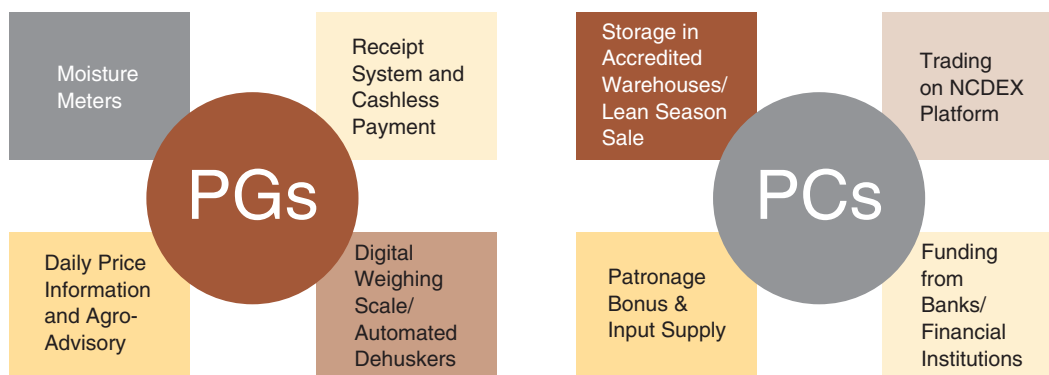 Moisture
Meters
Receipt
System and
Cashless
Payment
PGs
Daily Price
Information
and Agro-
Advisory
Digital
Weighing
Scale/
Automated
Dehuskers
Storage in
Accredited
Warehouses/
Lean Season
Sale
Trading
on NCDEX
Platform
PCs
Patronage
Bonus &
Input Supply
Funding
from
Banks/
Financial
Institutions